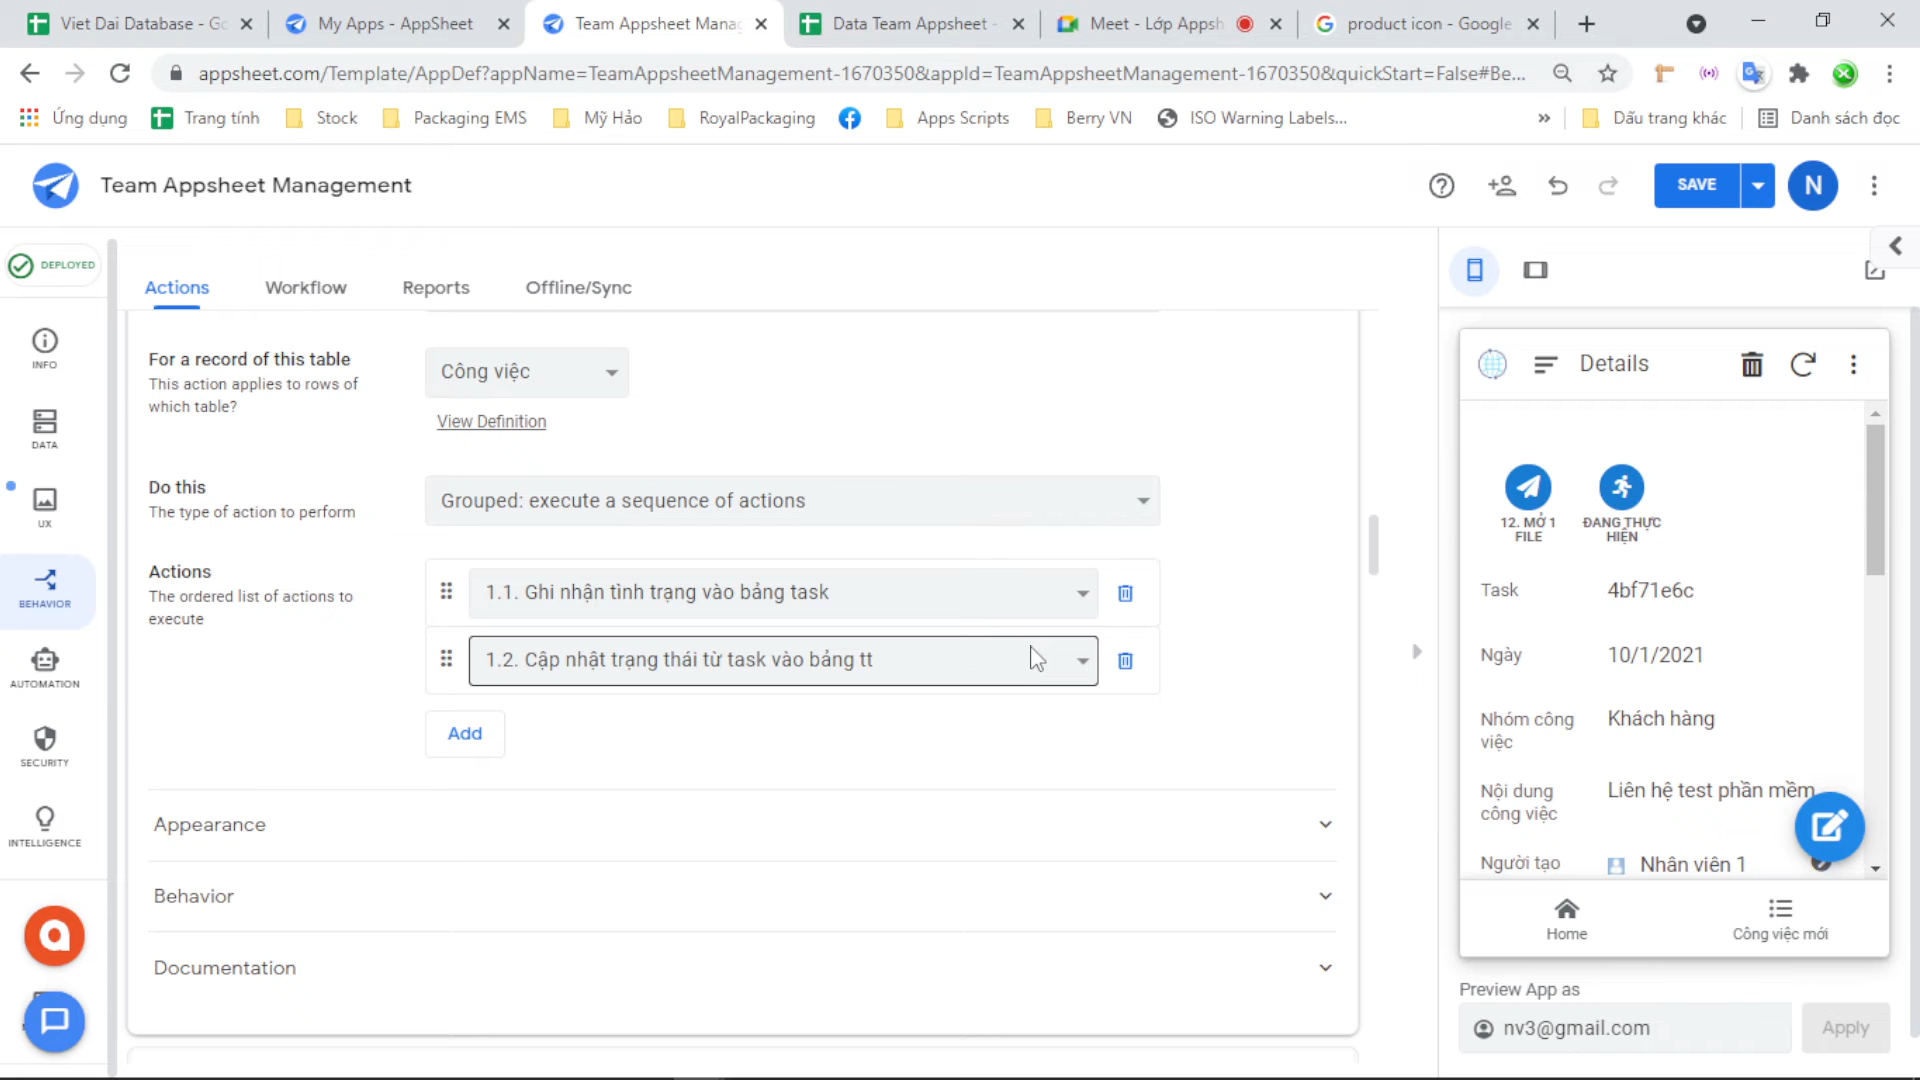 Viet Dai Database - Go
My Apps - AppSheet
Team Appsheet Manag
Data Team Appsheet -
Meet - Lớp Appsh
product icon - Google
appsheet.com/Template/AppDef?appName=TeamAppsheetManagement-1670350&appId=TeamAppsheetManagement-1670350&quickStart=False#Be...
Ứng dụng
Trang tính
Stock
Packaging EMS
Mỹ Hảo
RoyalPackaging
Apps Scripts
Berry VN
ISO Warning Labels...
»
Dấu trang khác
Danh sách đọc
Team Appsheet Management
SAVE
N
DEPLOYED
INFO
DATA
UX
BEHAVIOR
AUTOMATION
SECURITY
INTELLIGENCE
Actions
Workflow
Reports
Offline/Sync
For a record of this table
This action applies to rows of
which table?
Công việc
View Definition
Do this
The type of action to perform
Grouped: execute a sequence of actions
Actions
The ordered list of actions to
execute
1.1. Ghi nhận tình trạng vào bảng task
1.2. Cập nhật trạng thái từ task vào bảng tt
Add
Appearance
Behavior
Documentation
Details
12. MỞ 1
FILE
ĐANG THỰC
HIỆN
Task
4bf71e6c
Ngày
10/1/2021
Nhóm công
việc
Khách hàng
Nội dung
công việc
Liên hệ test phần mềm
Người tạo
Nhân viên 1
Home
Công việc mới
Preview App as
nv3@gmail.com
Apply